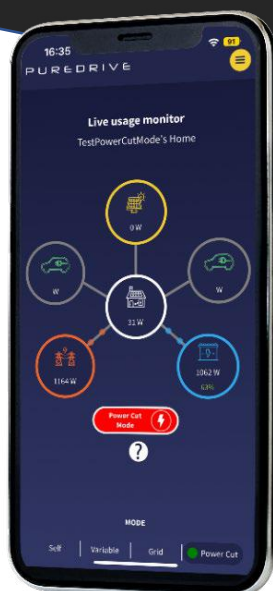 16:35
91
PUREDRIVE
Live usage monitor
TestPowerCutMode's Home
0 W
W
W
31 W
1164 W
1062 W
63%
Power Cut
Mode
?
MODE
Self
Variable
Grid
Power Cut